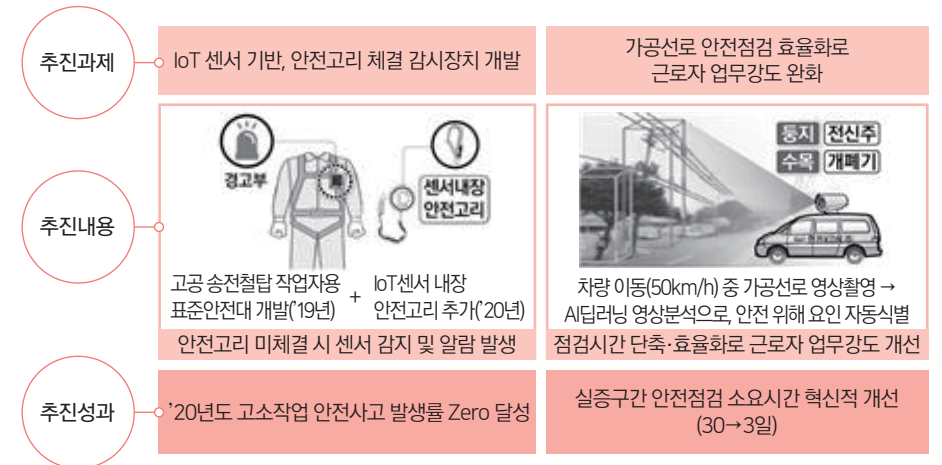 추진과제
IoT 센서 기반, 안전고리 체결 감시장치 개발
가공선로 안전점검 효율화로
근로자 업무강도 완화
추진내용
경고부
센서내장
안전고리
고공 송전철탑 작업자용
표준안전대 개발('19년)
+
IoT센서 내장
안전고리 추가('20년)
안전고리 미체결 시 센서 감지 및 알람 발생
둥지 전신주
수목 개폐기
차량 이동(50km/h) 중 가공선로 영상촬영 →
AI딥러닝 영상분석으로, 안전 위해 요인 자동식별
점검시간 단축·효율화로 근로자 업무강도 개선
추진성과
'20년도 고소작업 안전사고 발생률 Zero 달성
실증구간 안전점검 소요시간 혁신적 개선
(30→3일)